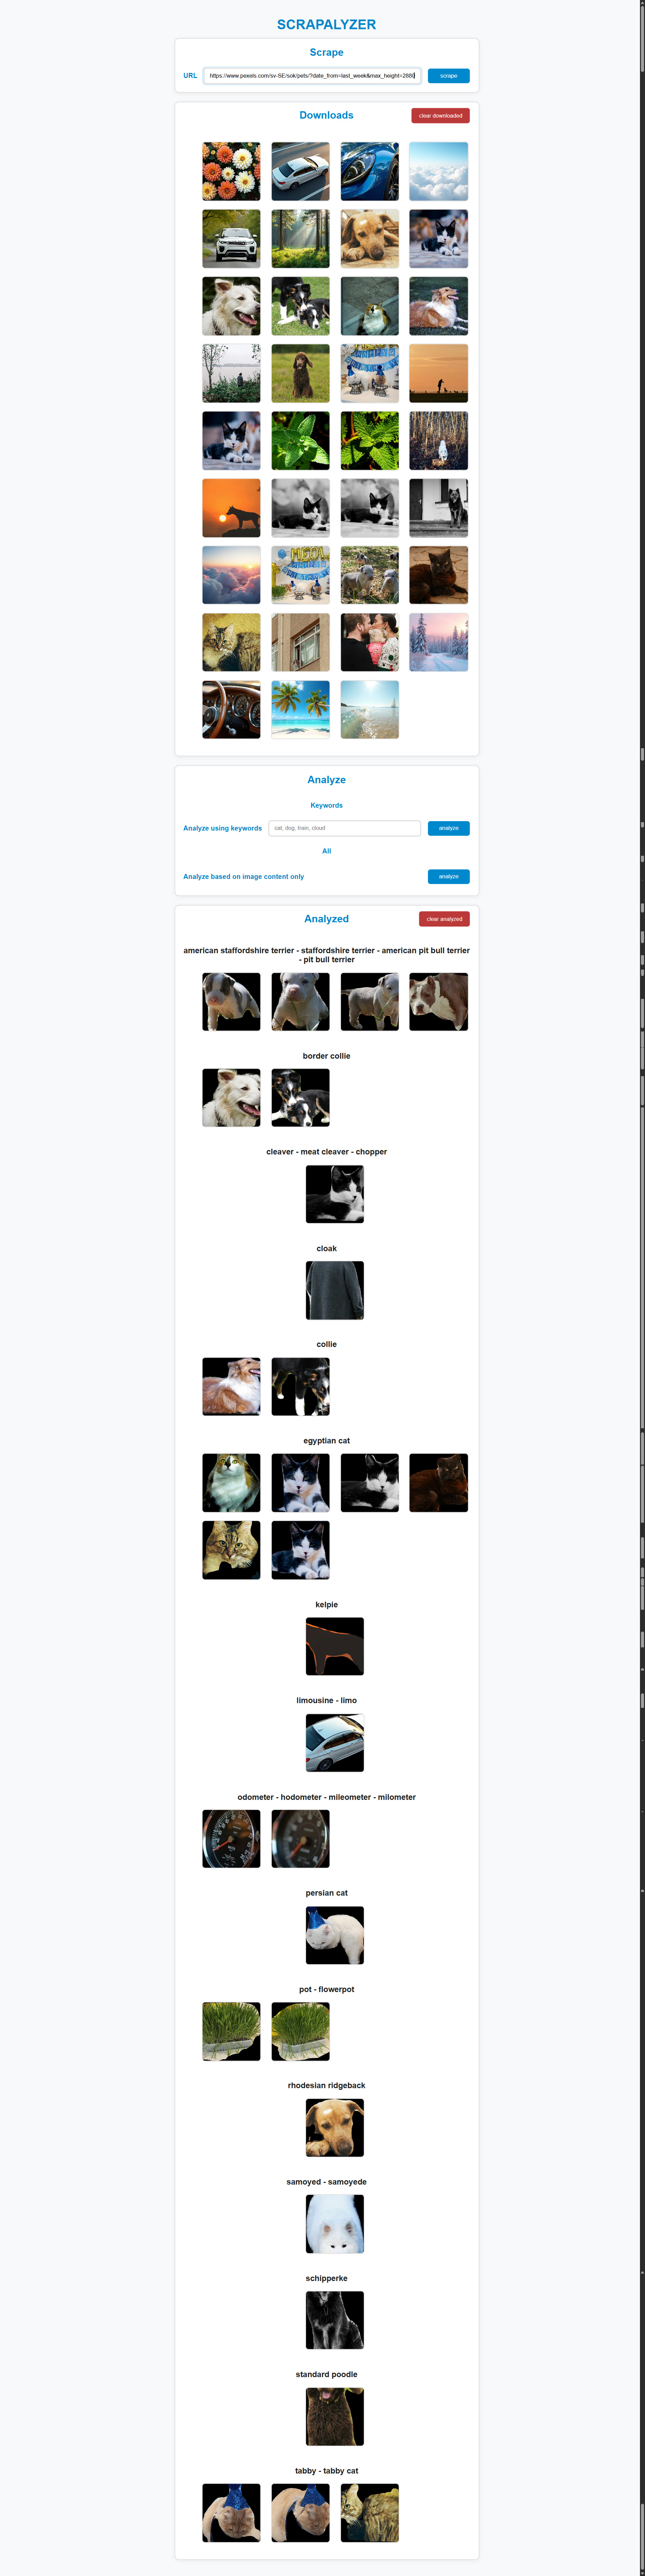 SCRAPALYZER
Scrape
URL
https://www.pexels.com/sv-SE/sok/pets/?date_from=last_week&max_height=2880
scrape
Downloads
clear downloaded
Analyze
Keywords
Analyze using keywords
cat, dog, train, cloud
analyze
All
Analyze based on image content only
analyze
Analyzed
clear analyzed
american staffordshire terrier - staffordshire terrier - american pit bull terrier
- pit bull terrier
border collie
cleaver - meat cleaver - chopper
cloak
collie
egyptian cat
kelpie
limousine - limo
odometer - hodometer - mileometer - milometer
persian cat
pot - flowerpot
rhodesian ridgeback
samoyed - samoyede
schipperke
standard poodle
tabby - tabby cat